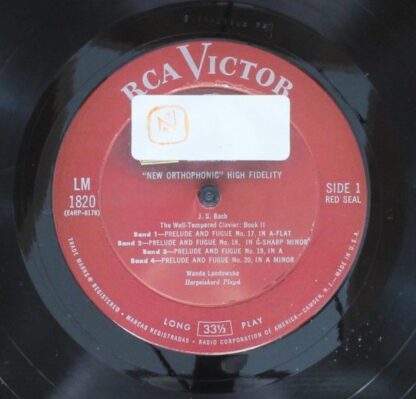 RCA VICTOR
"NEW ORTHOPHONIC" HIGH FIDELITY
LM
1820
(E4RP-8178)
SIDE 1
RED SEAL
J. S. Bach
The Well-Tempered Clavier: Book II
Band 1—PRELUDE AND FUGUE No. 17, IN A-FLAT
Band 2—PRELUDE AND FUGUE No. 18, IN G-SHARP MINOR
Band 3—PRELUDE AND FUGUE No. 19, IN A
Band 4—PRELUDE AND FUGUE No. 20, IN A MINOR
Wanda Landowska
Harpsichord Pleyel
LONG 33⅓ PLAY
TRADE MARKS ® REGISTERED • MARCAS REGISTRADAS • RADIO CORPORATION OF AMERICA — CAMDEN, N. J. — MADE IN U.S.A.